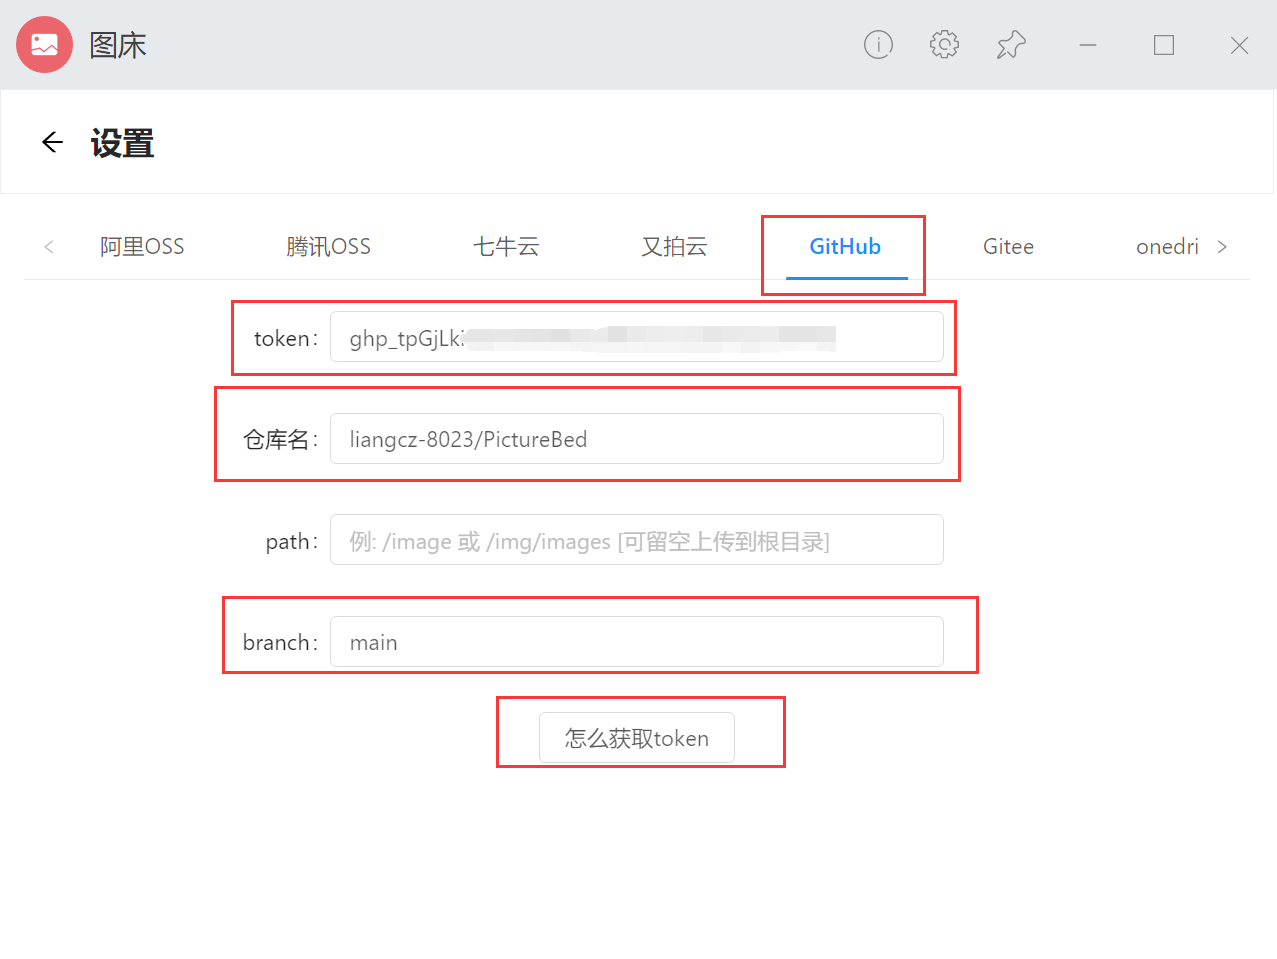 图床
设置
阿里OSS 腾讯OSS 七牛云 又拍云 GitHub Gitee onedri
token: ghp_tpGjLki
仓库名: liangcz-8023/PictureBed
path: 例: /image 或 /img/images [可留空上传到根目录]
branch: main
怎么获取token